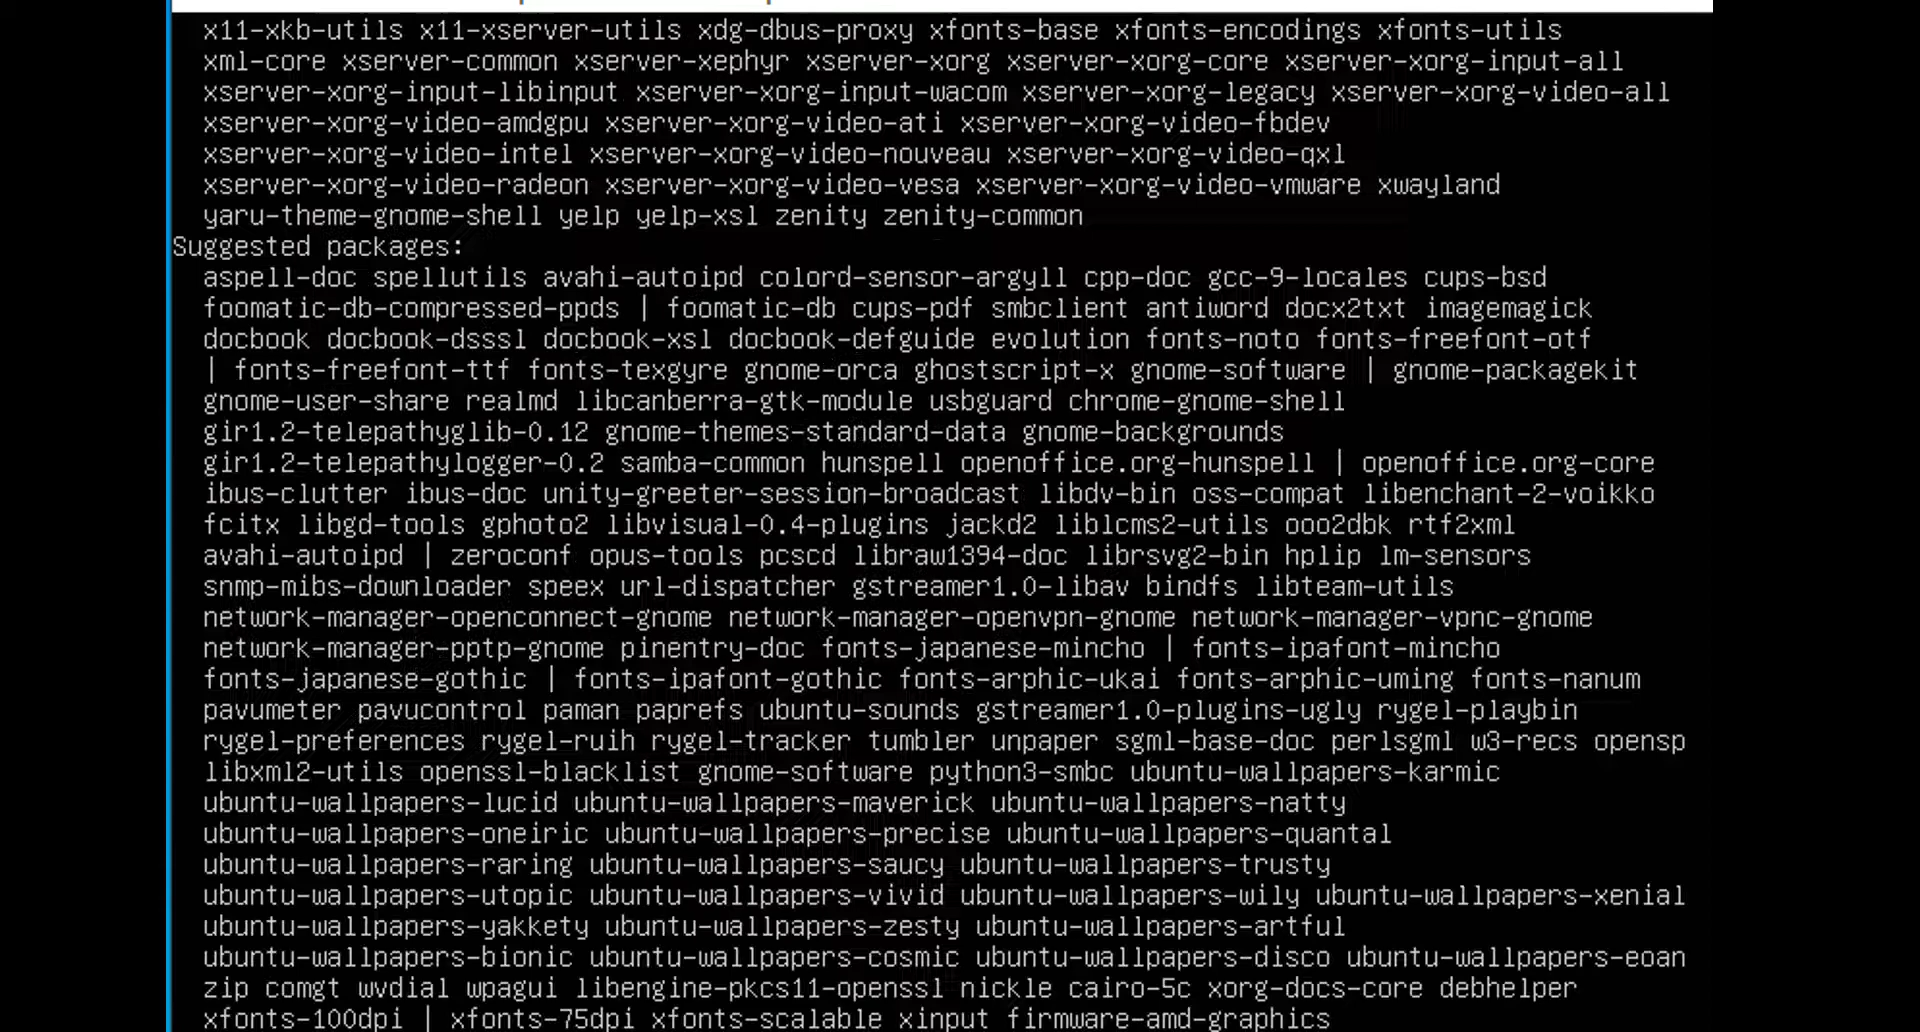 x11-xkb-utils x11-xserver-utils xdg-dbus-proxy xfonts-base xfonts-encodings xfonts-utils
xml-core xserver-common xserver-xephyr xserver-xorg xserver-xorg-core xserver-xorg-input-all
xserver-xorg-input-libinput xserver-xorg-input-wacom xserver-xorg-legacy xserver-xorg-video-all
xserver-xorg-video-amdgpu xserver-xorg-video-ati xserver-xorg-video-fbdev
xserver-xorg-video-intel xserver-xorg-video-nouveau xserver-xorg-video-qxl
xserver-xorg-video-radeon xserver-xorg-video-vesa xserver-xorg-video-vmware xwayland
yaru-theme-gnome-shell yelp yelp-xsl zenity zenity-common
Suggested packages:
aspell-doc spellutils avahi-autoipd colord-sensor-argyll cpp-doc gcc-9-locales cups-bsd
foomatic-db-compressed-ppds | foomatic-db cups-pdf smbclient antiword docx2txt imagemagick
docbook docbook-dsssl docbook-xsl docbook-defguide evolution fonts-noto fonts-freefont-otf
| fonts-freefont-ttf fonts-texgyre gnome-orca ghostscript-x gnome-software | gnome-packagekit
gnome-user-share realmd libcanberra-gtk-module usbguard chrome-gnome-shell
gir1.2-telepathyglib-0.12 gnome-themes-standard-data gnome-backgrounds
gir1.2-telepathylogger-0.2 samba-common hunspell openoffice.org-hunspell | openoffice.org-core
ibus-clutter ibus-doc unity-greeter-session-broadcast libdv-bin oss-compat libenchant-2-voikko
fcitx libgd-tools gphoto2 libvisual-0.4-plugins jackd2 liblcms2-utils ooo2dbk rtf2xml
avahi-autoipd | zeroconf opus-tools pcscd libraw1394-doc librsvg2-bin hplip lm-sensors
snmp-mibs-downloader speex url-dispatcher gstreamer1.0-libav bindfs libteam-utils
network-manager-openconnect-gnome network-manager-openvpn-gnome network-manager-vpnc-gnome
network-manager-pptp-gnome pinentry-doc fonts-japanese-mincho | fonts-ipafont-mincho
fonts-japanese-gothic | fonts-ipafont-gothic fonts-arphic-ukai fonts-arphic-uming fonts-nanum
pavumeter pavucontrol paman paprefs ubuntu-sounds gstreamer1.0-plugins-ugly rygel-playbin
rygel-preferences rygel-ruih rygel-tracker tumbler unpaper sgml-base-doc perlsgml w3-recs opensp
libxml2-utils openssl-blacklist gnome-software python3-smbc ubuntu-wallpapers-karmic
ubuntu-wallpapers-lucid ubuntu-wallpapers-maverick ubuntu-wallpapers-natty
ubuntu-wallpapers-oneiric ubuntu-wallpapers-precise ubuntu-wallpapers-quantal
ubuntu-wallpapers-raring ubuntu-wallpapers-saucy ubuntu-wallpapers-trusty
ubuntu-wallpapers-utopic ubuntu-wallpapers-vivid ubuntu-wallpapers-wily ubuntu-wallpapers-xenial
ubuntu-wallpapers-yakkety ubuntu-wallpapers-zesty ubuntu-wallpapers-artful
ubuntu-wallpapers-bionic ubuntu-wallpapers-cosmic ubuntu-wallpapers-disco ubuntu-wallpapers-eoan
zip comgt wvdial wpagui libengine-pkcs11-openssl nickle cairo-5c xorg-docs-core debhelper
xfonts-100dpi | xfonts-75dpi xfonts-scalable xinput firmware-amd-graphics